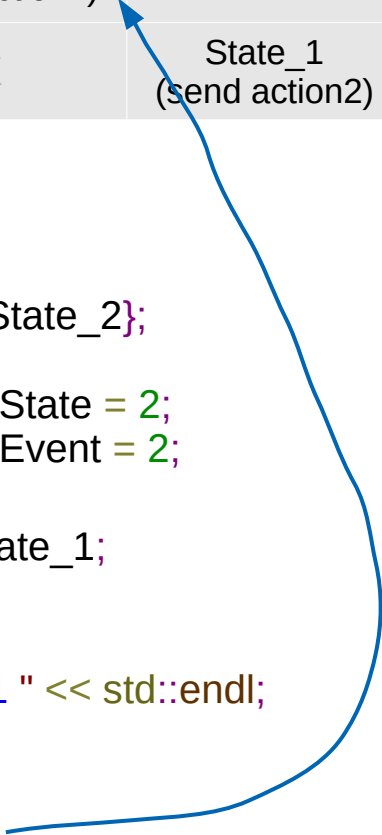 State_1
(send action2)
State_2};
State = 2;
Event = 2;
ate_1;
" << std::endl;